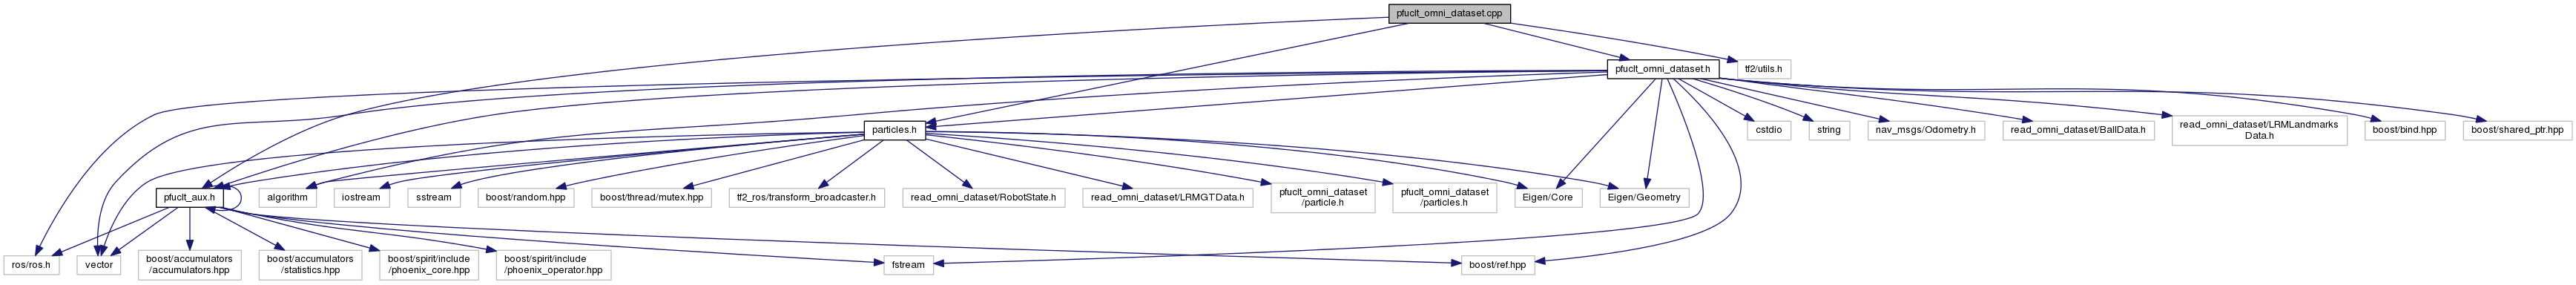 pfuclt_omni_dataset.cpp
pfuclt_omni_dataset.h
tf2/utils.h
particles.h
cstdio
string
nav_msgs/Odometry.h
read_omni_dataset/BallData.h
read_omni_dataset/LRMLandmarks
Data.h
boost/bind.hpp
boost/shared_ptr.hpp
pfuclt_aux.h
algorithm
iostream
sstream
boost/random.hpp
boost/thread/mutex.hpp
tf2_ros/transform_broadcaster.h
read_omni_dataset/RobotState.h
read_omni_dataset/LRMGTData.h
pfuclt_omni_dataset
/particle.h
pfuclt_omni_dataset
/particles.h
Eigen/Core
Eigen/Geometry
ros/ros.h
vector
boost/accumulators
/accumulators.hpp
boost/accumulators
/statistics.hpp
boost/spirit/include
/phoenix_core.hpp
boost/spirit/include
/phoenix_operator.hpp
fstream
boost/ref.hpp